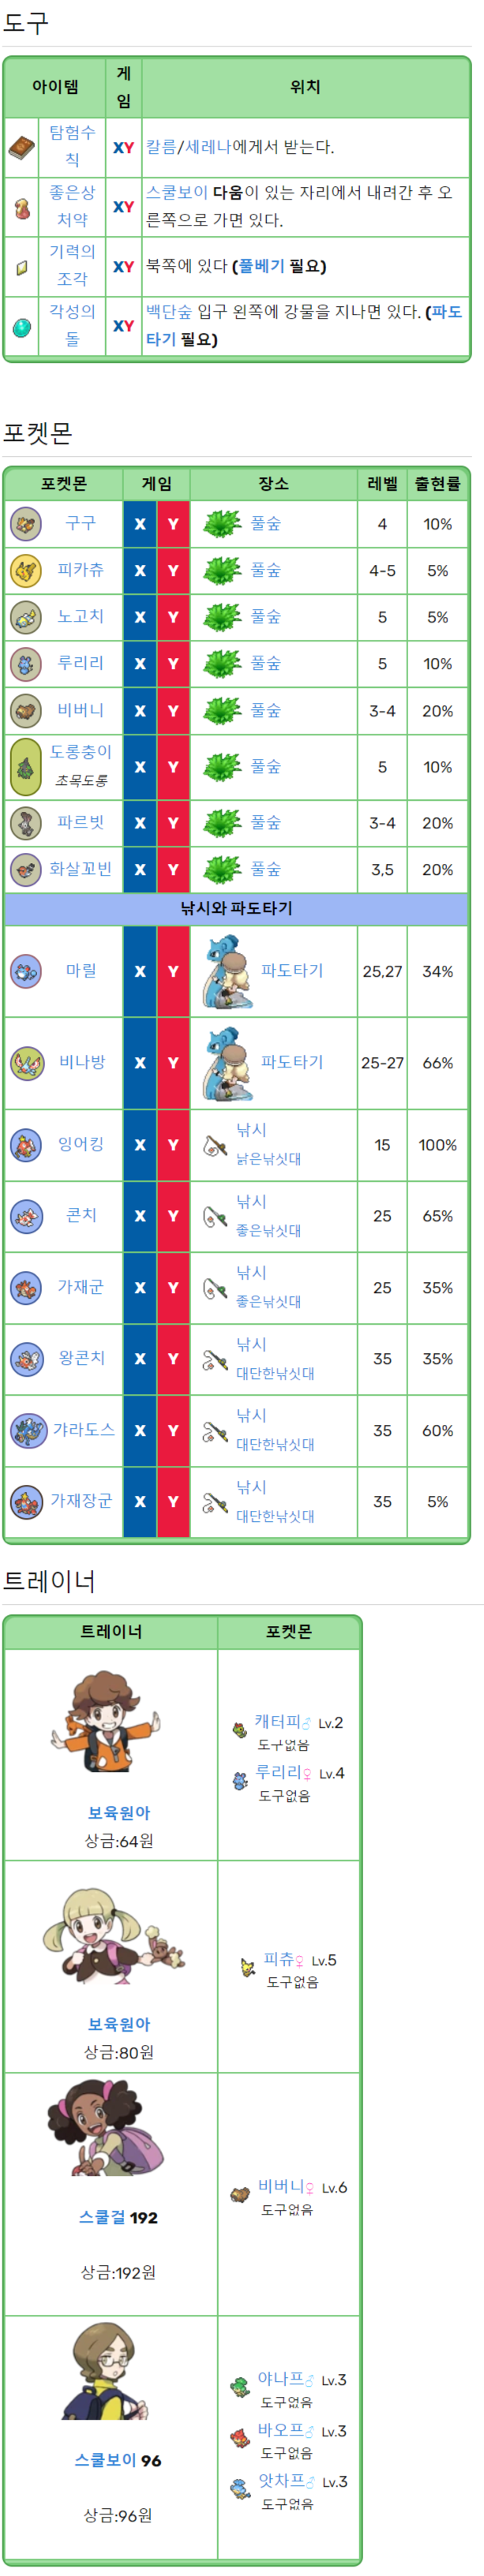 도구
아이템 게 위치
임
탐험수
칙 XY 칼름/세레나에게서 받는다.
좋은상
처약 XY 스쿨보이 다움이 있는 자리에서 내려간 후 오
른쪽으로 가면 있다.
기력의
조각 XY 북쪽에 있다 (풀베기 필요)
각성의
돌 XY 백단숲 입구 왼쪽에 강물을 지나면 있다. (파도
타기 필요)
포켓몬
포켓몬 게임 장소 레벨 출현률
구구 X Y 풀숲 4 10%
피카츄 X Y 풀숲 4-5 5%
노고치 X Y 풀숲 5 5%
루리리 X Y 풀숲 5 10%
비버니 X Y 풀숲 3-4 20%
도롱충이
초목도롱 X Y 풀숲 5 10%
파르빗 X Y 풀숲 3-4 20%
화살꼬빈 X Y 풀숲 3,5 20%
낚시와 파도타기
마릴 X Y 파도타기 25,27 34%
비나방 X Y 파도타기 25-27 66%
잉어킹 X Y 낚시
낡은낚싯대 15 100%
콘치 X Y 낚시
좋은낚싯대 25 65%
가재군 X Y 낚시
좋은낚싯대 25 35%
왕콘치 X Y 낚시
대단한낚싯대 35 35%
갸라도스 X Y 낚시
대단한낚싯대 35 60%
가재장군 X Y 낚시
대단한낚싯대 35 5%
트레이너
트레이너 포켓몬
보육원아
상금:64원
캐터피♂ Lv.2
도구없음
루리리♀ Lv.4
도구없음
보육원아
상금:80원
피츄♀ Lv.5
도구없음
스쿨걸 192
상금:192원
비버니♀ Lv.6
도구없음
스쿨보이 96
상금:96원
야나프♂ Lv.3
도구없음
바오프♂ Lv.3
도구없음
앗차프♂ Lv.3
도구없음